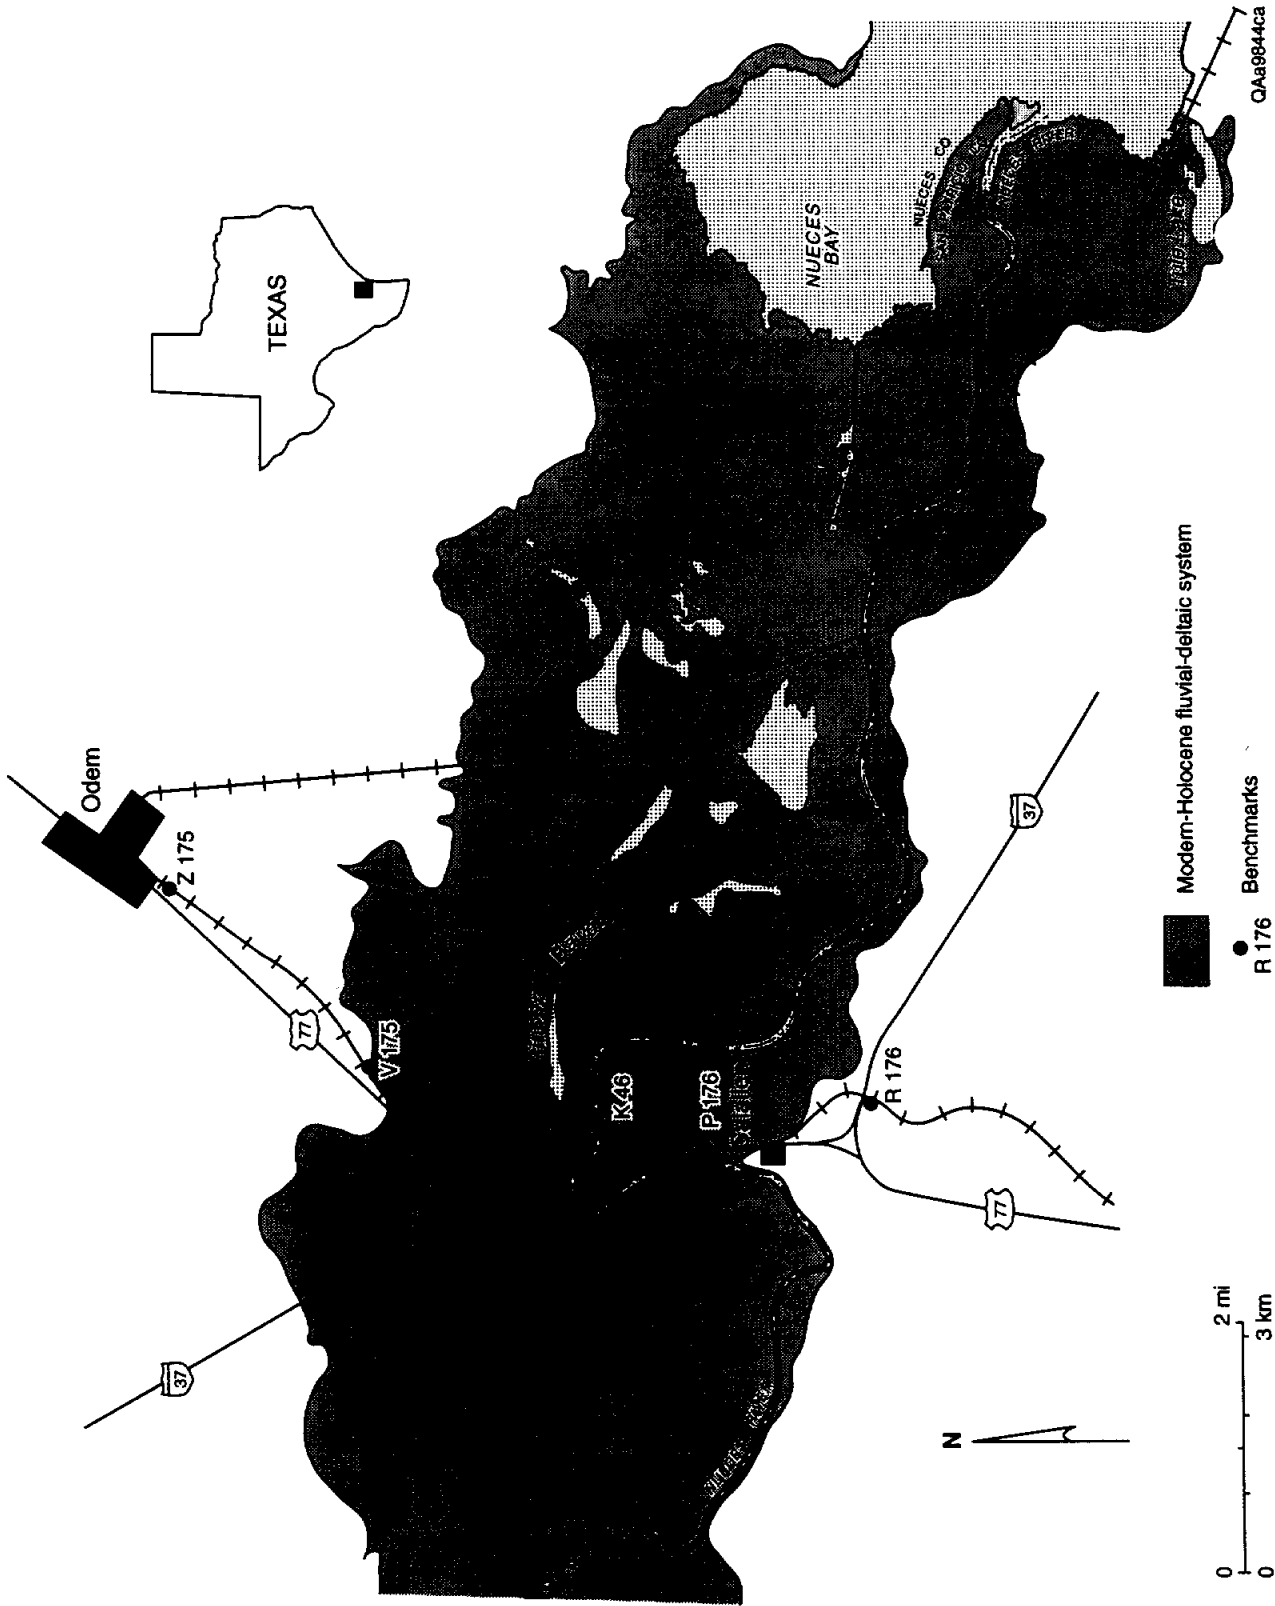 TEXAS
Odem
Z 175
77
37
V 175
K46
P 176
R 176
77
37
NUECES
BAY
NUECES CO
N
0 2 mi
0 3 km
Modern-Holocene fluvial-deltaic system
R 176
Benchmarks
QAa9844ca